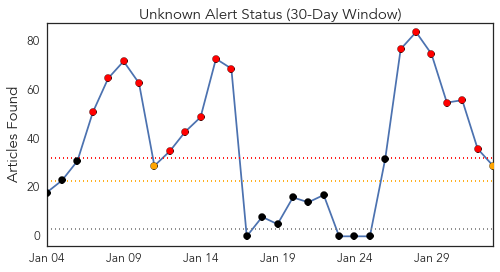 Unknown Alert Status (30-Day Window)
Articles Found
80
60
40
20
0
Jan 04 Jan 09 Jan 14 Jan 19 Jan 24 Jan 29